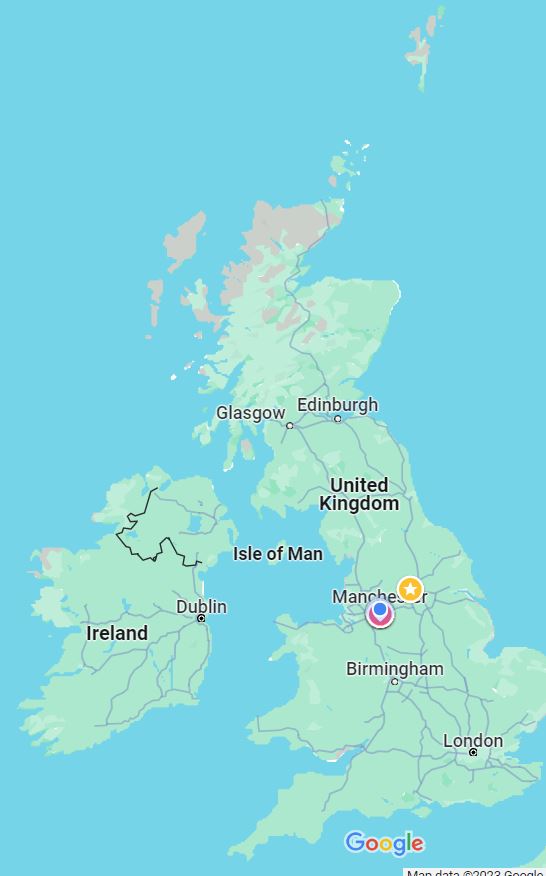 Glasgow
Edinburgh
United
Kingdom
Isle of Man
Manchester
Dublin
Ireland
Birmingham
London
Google
Map data ©2023 Google